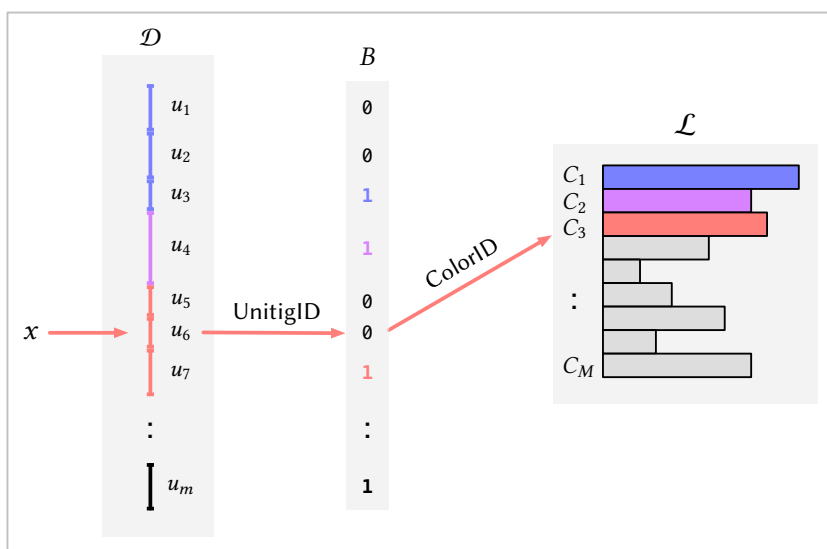 𝒟
B
ℒ
u₁ 0
u₂ 0
u₃ 1
u₄ 1
u₅ 0
u₆ 0
u₇ 1
:
:
uₘ 1
x
UnitigID
ColorID
C₁
C₂
C₃
:
C_M